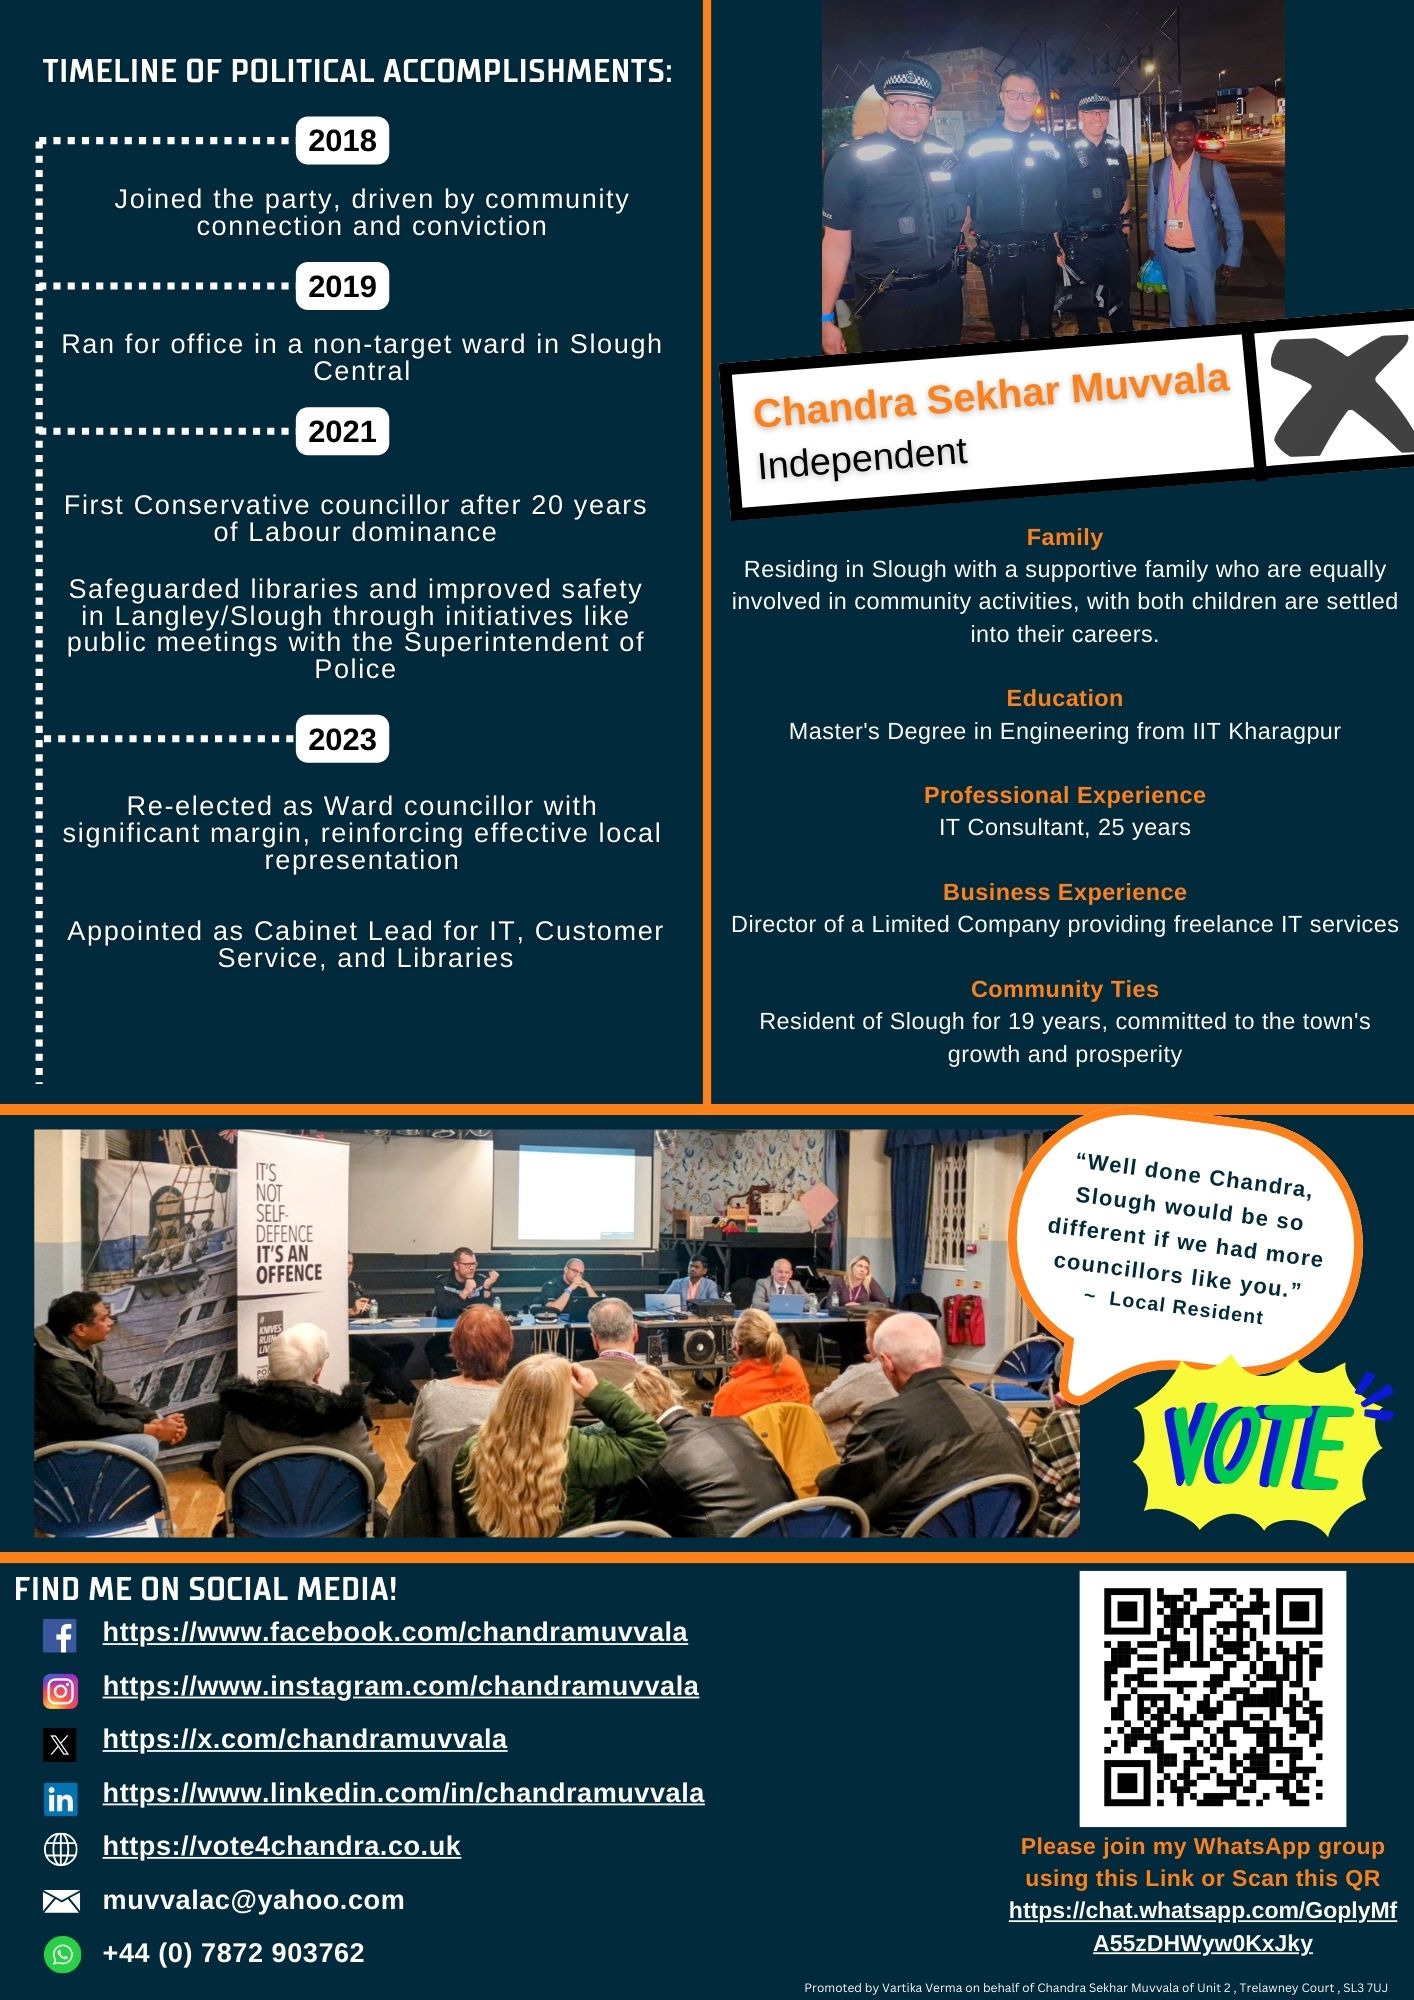 TIMELINE OF POLITICAL ACCOMPLISHMENTS:
2018
Joined the party, driven by community
connection and conviction
2019
Ran for office in a non-target ward in Slough
Central
2021
First Conservative councillor after 20 years
of Labour dominance
Safeguarded libraries and improved safety
in Langley/Slough through initiatives like
public meetings with the Superintendent of
Police
2023
Re-elected as Ward councillor with
significant margin, reinforcing effective local
representation
Appointed as Cabinet Lead for IT, Customer
Service, and Libraries
Chandra Sekhar Muvvala
Independent
Family
Residing in Slough with a supportive family who are equally
involved in community activities, with both children are settled
into their careers.
Education
Master's Degree in Engineering from IIT Kharagpur
Professional Experience
IT Consultant, 25 years
Business Experience
Director of a Limited Company providing freelance IT services
Community Ties
Resident of Slough for 19 years, committed to the town's
growth and prosperity
IT'S
NOT
SELF-
DEFENCE
IT'S AN
OFFENCE
“Well done Chandra,
Slough would be so
different if we had more
councillors like you.”
~ Local Resident
VOTE
FIND ME ON SOCIAL MEDIA!
https://www.facebook.com/chandramuvvala
https://www.instagram.com/chandramuvvala
https://x.com/chandramuvvala
https://www.linkedin.com/in/chandramuvvala
https://vote4chandra.co.uk
muvvalac@yahoo.com
+44 (0) 7872 903762
Please join my WhatsApp group
using this Link or Scan this QR
https://chat.whatsapp.com/GoplyMf
A55zDHWyw0KxJky
Promoted by Vartika Verma on behalf of Chandra Sekhar Muvvala of Unit 2 , Trelawney Court , SL3 7UJ